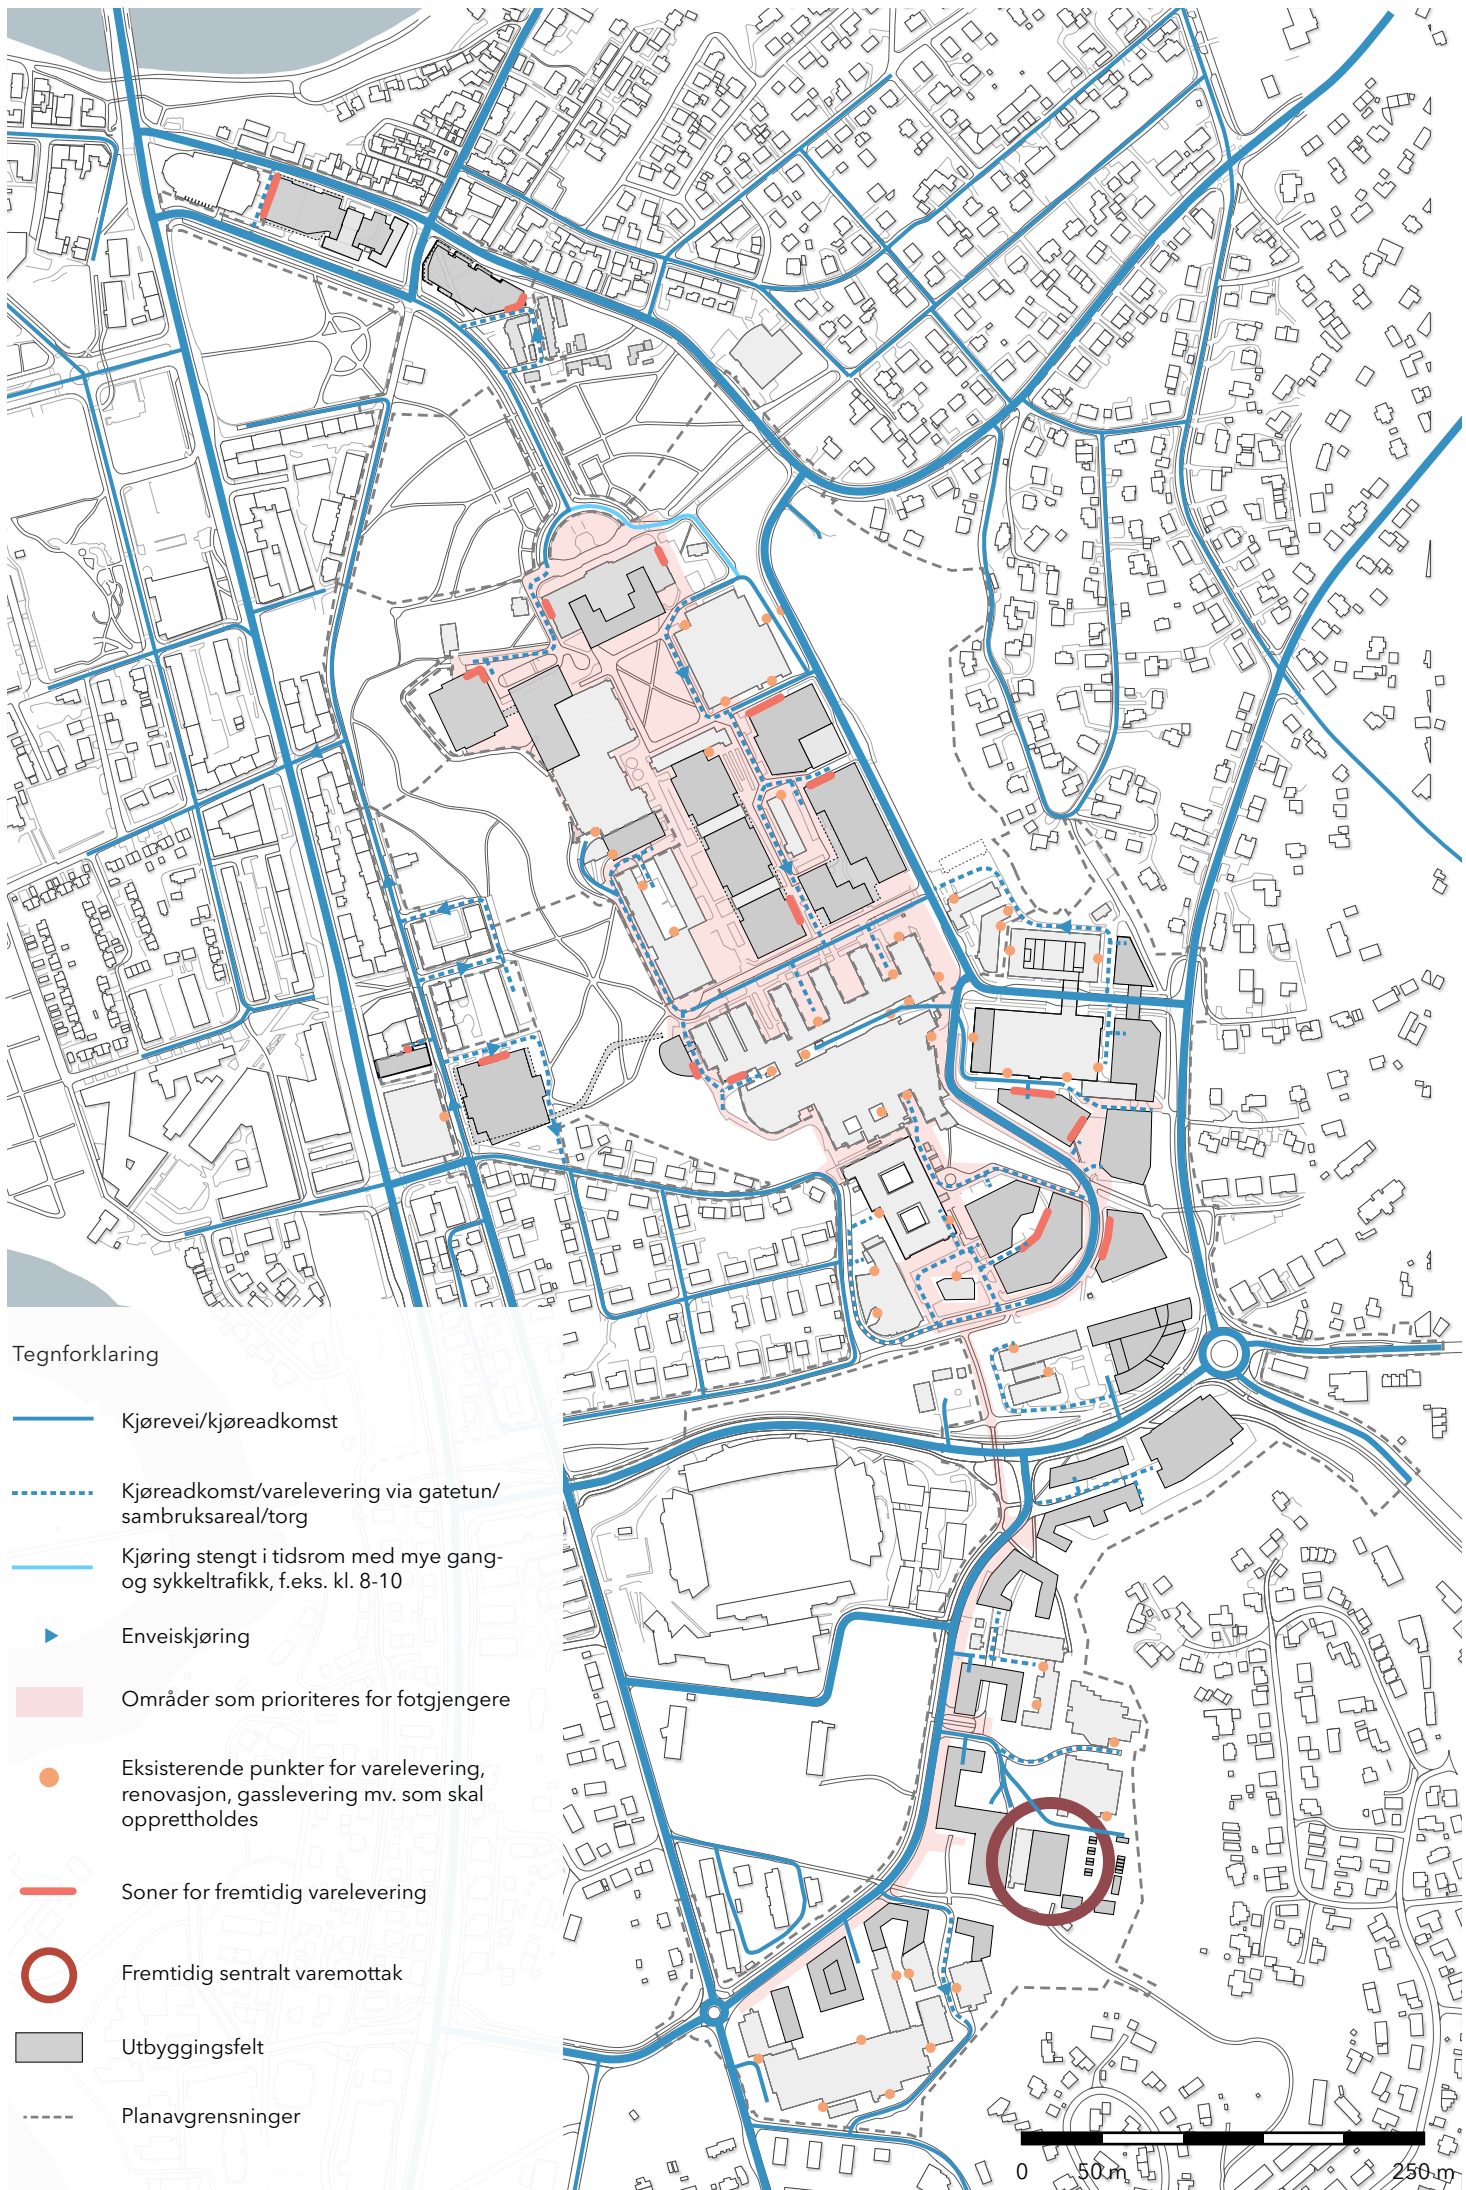 Tegnforklaring
Kjørevei/kjøreadkomst
Kjøreadkomst/varelevering via gatetun/
sambruksareal/torg
Kjøring stengt i tidsrom med mye gang-
og sykkeltrafikk, f.eks. kl. 8-10
Enveiskjøring
Områder som prioriteres for fotgjengere
Eksisterende punkter for varelevering,
renovasjon, gasslevering mv. som skal
opprettholdes
Soner for fremtidig varelevering
Fremtidig sentralt varemottak
Utbyggingsfelt
Planavgrensninger
0 50 m 250 m